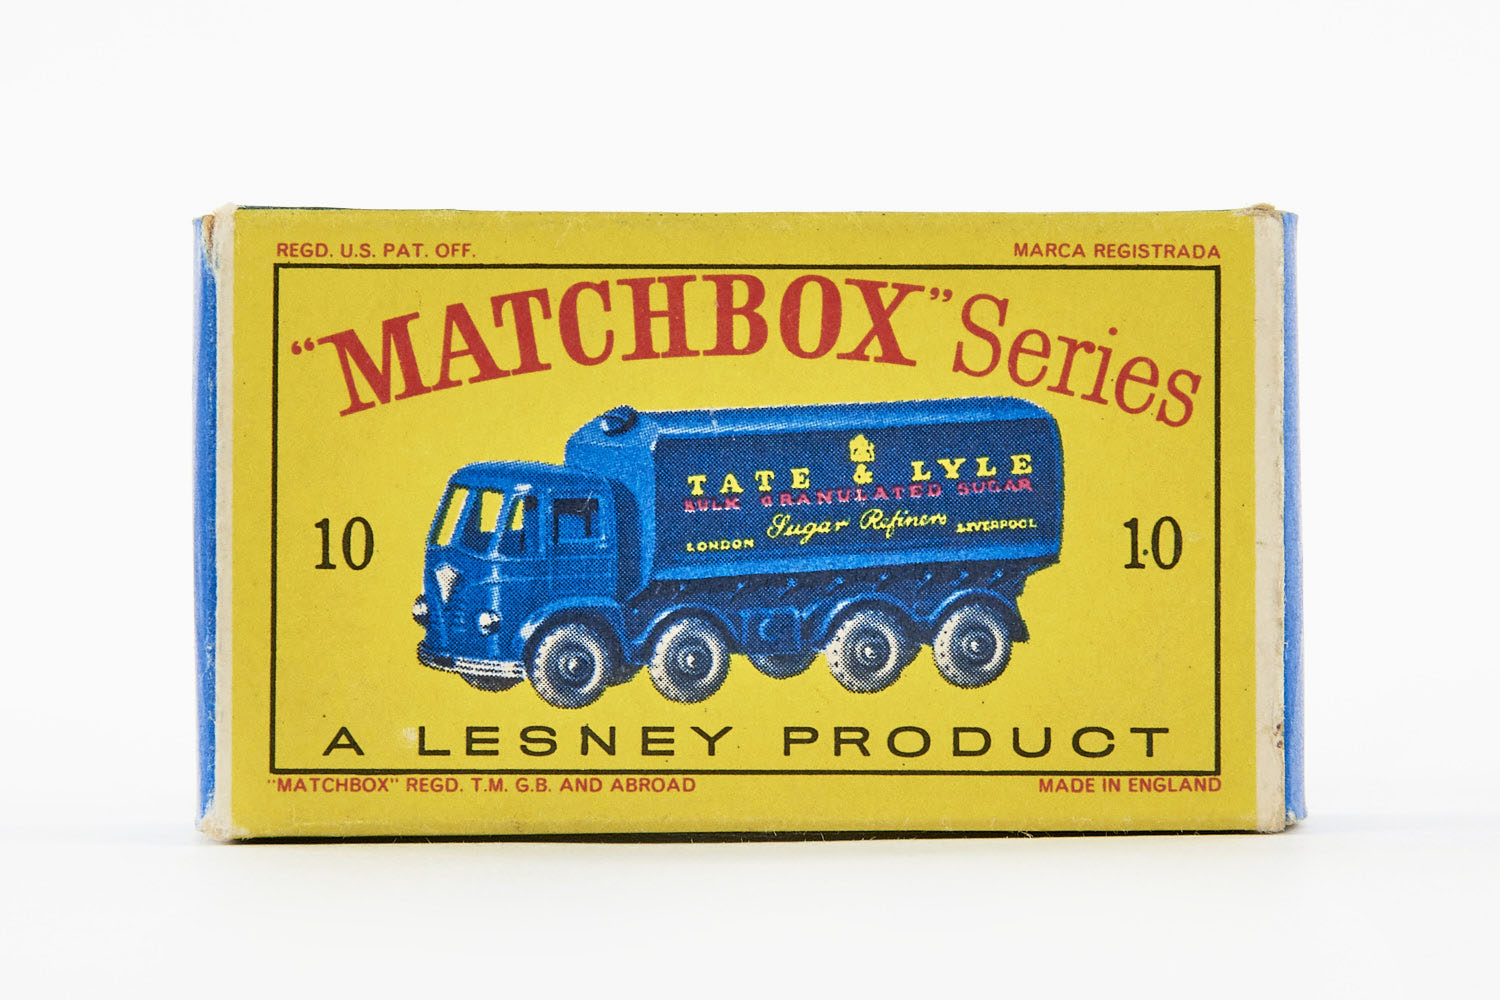 REGD. U.S. PAT. OFF. MARCA REGISTRADA
"MATCHBOX" Series
TATE & LYLE
BULK GRANULATED SUGAR
LONDON Sugar Refiners LIVERPOOL
10 10
A LESNEY PRODUCT
"MATCHBOX" REGD. T.M. G.B. AND ABROAD MADE IN ENGLAND